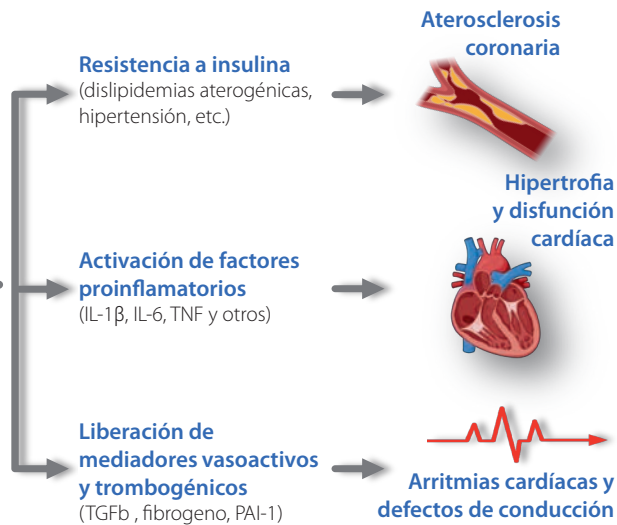 Resistencia a insulina
(dislipidemias aterogénicas,
hipertensión, etc.)
Aterosclerosis
coronaria
Activación de factores
proinflamatorios
(IL-1β, IL-6, TNF y otros)
Hipertrofia
y disfunción
cardíaca
Liberación de
mediadores vasoactivos
y trombogénicos
(TGFb , fibrogeno, PAI-1)
Arritmias cardíacas y
defectos de conducción